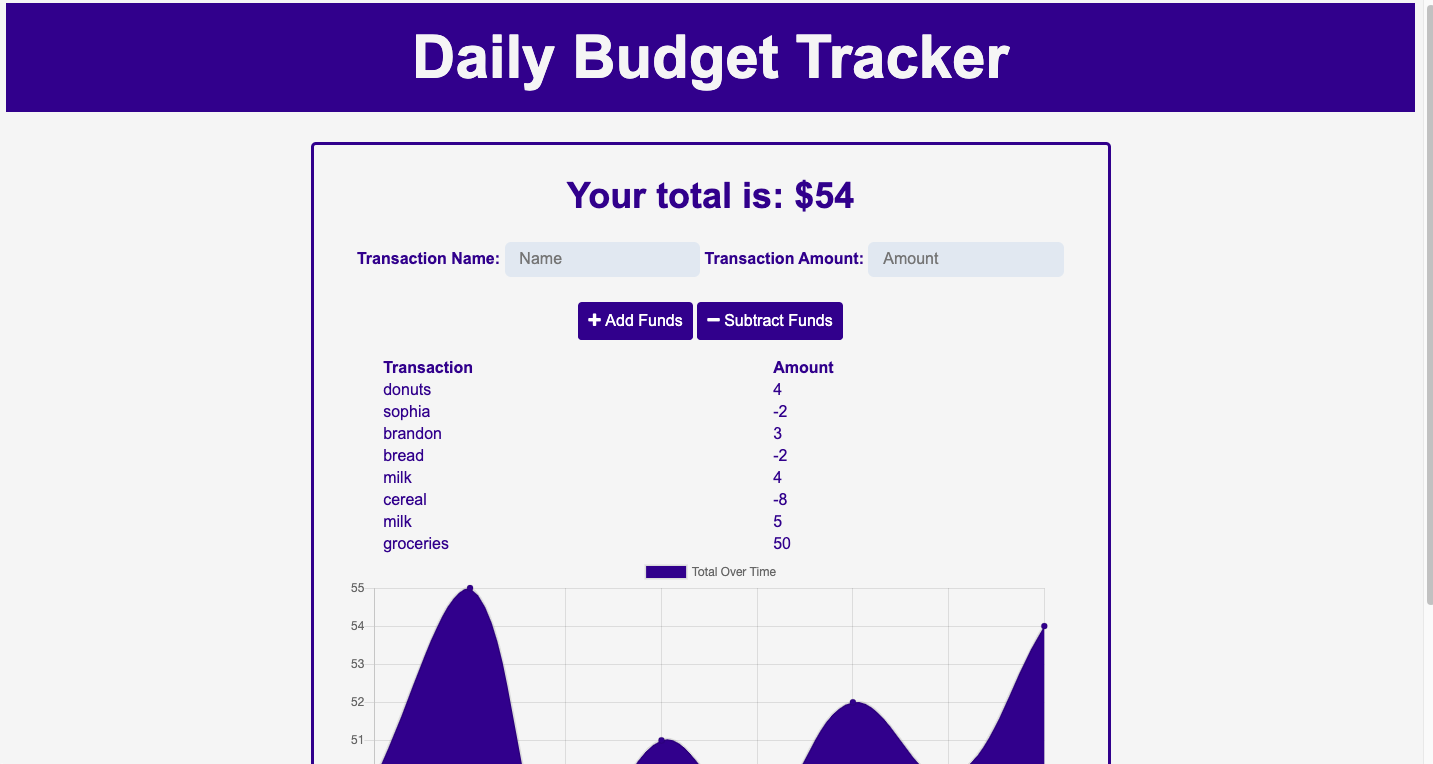 Daily Budget Tracker
Your total is: $54
Transaction Name: Name Transaction Amount: Amount
Add Funds Subtract Funds
Transaction Amount
donuts 4
sophia -2
brandon 3
bread -2
milk 4
cereal -8
milk 5
groceries 50
Total Over Time
55
54
53
52
51